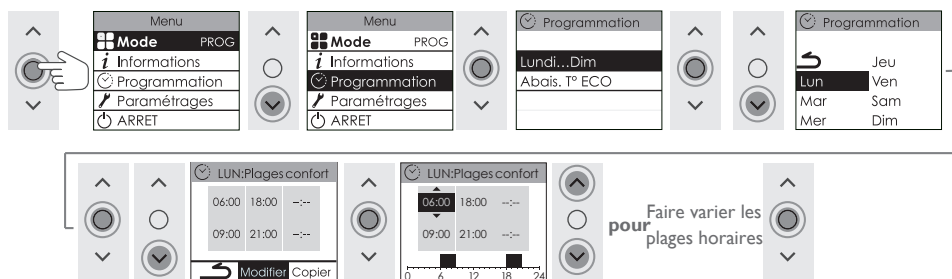 Menu
Mode PROG
Informations
Programmation
Paramétrages
ARRET
Menu
Mode PROG
Informations
Programmation
Paramétrages
ARRET
Programmation
Lundi...Dim
Abais. T° ECO
Programmation
Jeu
Lun Ven
Mar Sam
Mer Dim
LUN:Plages confort
06:00 18:00 --:--
09:00 21:00 --:--
Modifier Copier
LUN:Plages confort
06:00 18:00 --:--
09:00 21:00 --:--
0 6 12 18 24
pour Faire varier les
plages horaires